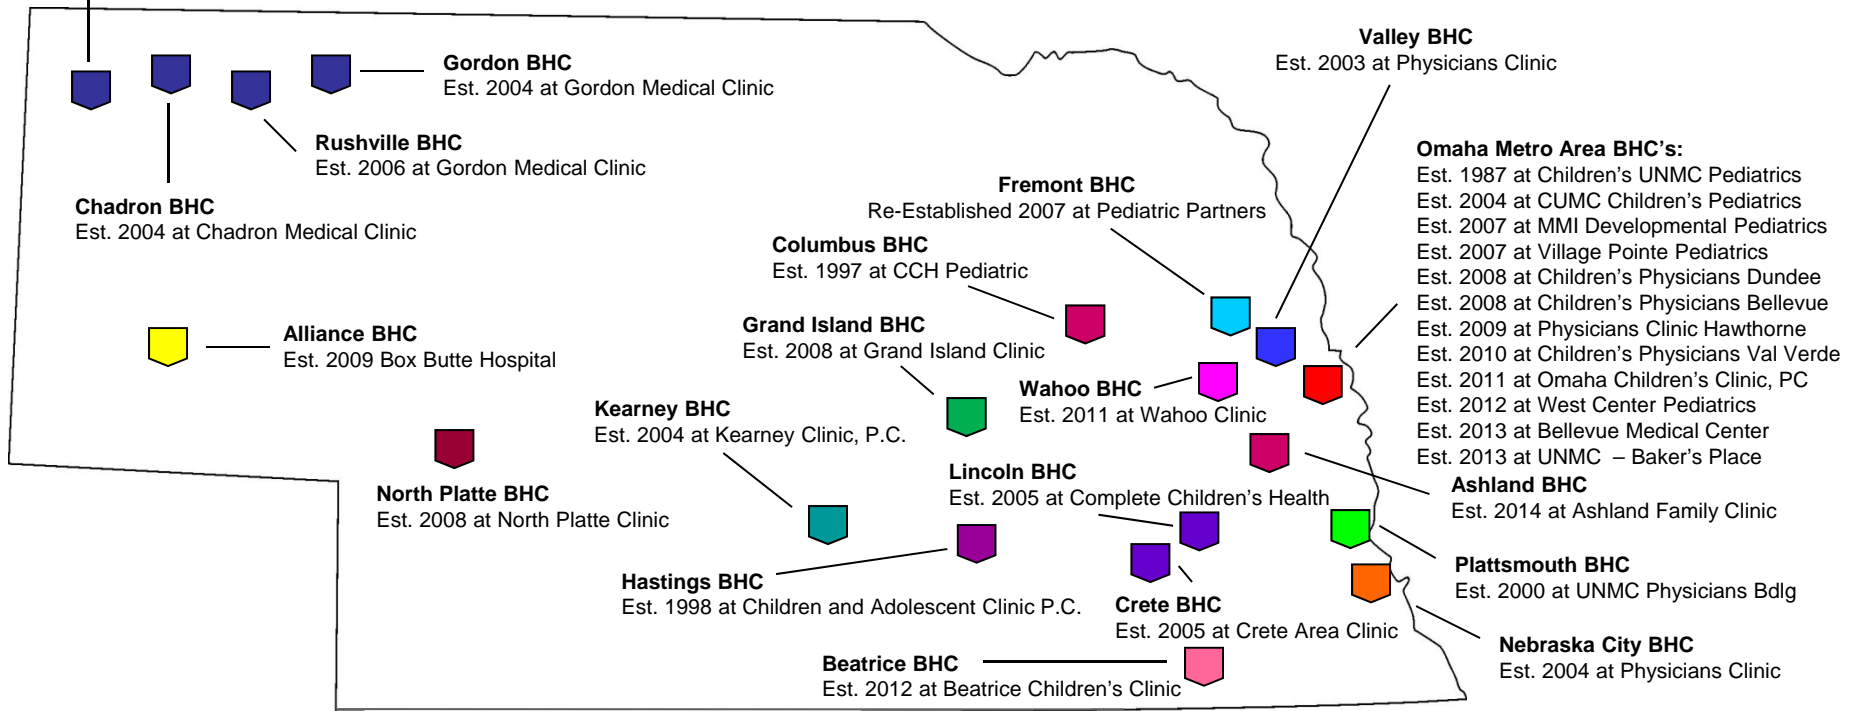 Gordon BHC
Est. 2004 at Gordon Medical Clinic
Rushville BHC
Est. 2006 at Gordon Medical Clinic
Chadron BHC
Est. 2004 at Chadron Medical Clinic
Alliance BHC
Est. 2009 Box Butte Hospital
North Platte BHC
Est. 2008 at North Platte Clinic
Kearney BHC
Est. 2004 at Kearney Clinic, P.C.
Grand Island BHC
Est. 2008 at Grand Island Clinic
Columbus BHC
Est. 1997 at CCH Pediatric
Fremont BHC
Re-Established 2007 at Pediatric Partners
Valley BHC
Est. 2003 at Physicians Clinic
Omaha Metro Area BHC's:
Est. 1987 at Children's UNMC Pediatrics
Est. 2004 at CUMC Children's Pediatrics
Est. 2007 at MMI Developmental Pediatrics
Est. 2007 at Village Pointe Pediatrics
Est. 2008 at Children's Physicians Dundee
Est. 2008 at Children's Physicians Bellevue
Est. 2009 at Physicians Clinic Hawthorne
Est. 2010 at Children's Physicians Val Verde
Est. 2011 at Omaha Children's Clinic, PC
Est. 2012 at West Center Pediatrics
Est. 2013 at Bellevue Medical Center
Est. 2013 at UNMC – Baker's Place
Wahoo BHC
Est. 2011 at Wahoo Clinic
Lincoln BHC
Est. 2005 at Complete Children's Health
Ashland BHC
Est. 2014 at Ashland Family Clinic
Hastings BHC
Est. 1998 at Children and Adolescent Clinic P.C.
Crete BHC
Est. 2005 at Crete Area Clinic
Plattsmouth BHC
Est. 2000 at UNMC Physicians Bdlg
Nebraska City BHC
Est. 2004 at Physicians Clinic
Beatrice BHC
Est. 2012 at Beatrice Children's Clinic